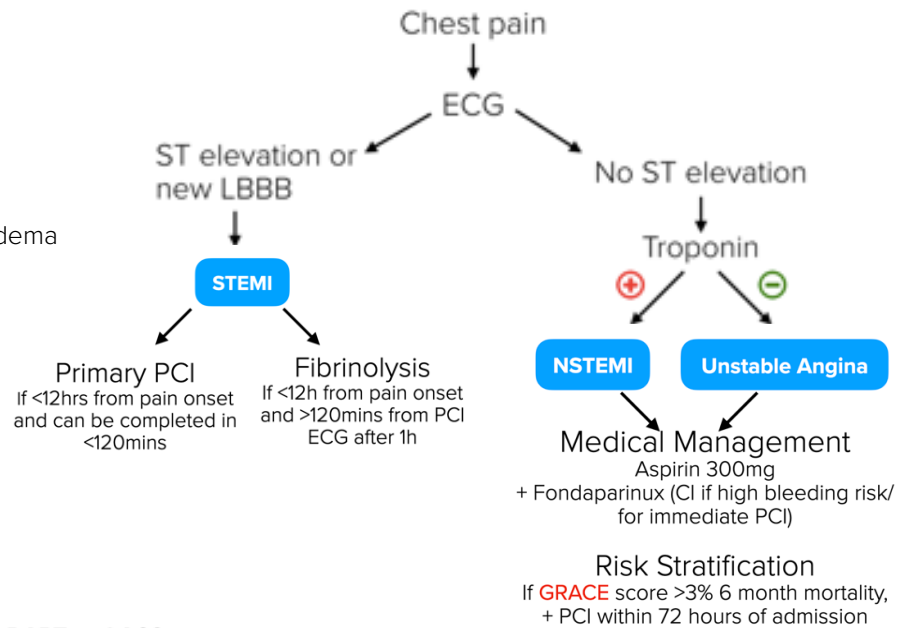 Chest pain
ECG
ST elevation or
new LBBB
No ST elevation
dema
Troponin
STEMI
NSTEMI
Unstable Angina
Primary PCI
If <12hrs from pain onset
and can be completed in
<120mins
Fibrinolysis
If <12h from pain onset
and >120mins from PCI
ECG after 1h
Medical Management
Aspirin 300mg
+ Fondaparinux (CI if high bleeding risk/
for immediate PCI)
Risk Stratification
If GRACE score >3% 6 month mortality,
+ PCI within 72 hours of admission